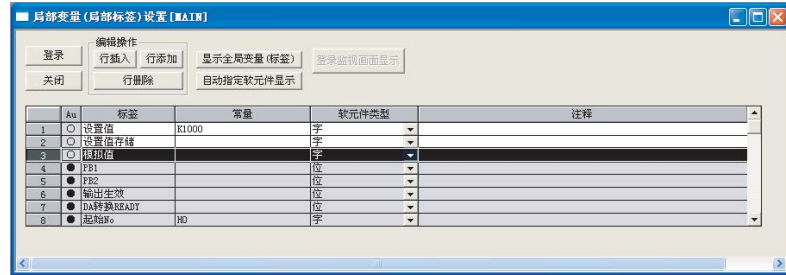 局部变量(局部标签)设置[MAIN]
编辑操作
登录 行插入 行添加 显示全局变量(标签) 登录监视画面显示
关闭 行删除 自动指定软元件显示
Au 标签 常量 软元件类型 注释
1 设置值 K1000 字
2 设置值存储 字
3 模拟值 字
4 PB1 位
5 PB2 位
6 输出生效 位
7 DA转换READY 位
8 起始No H0 字